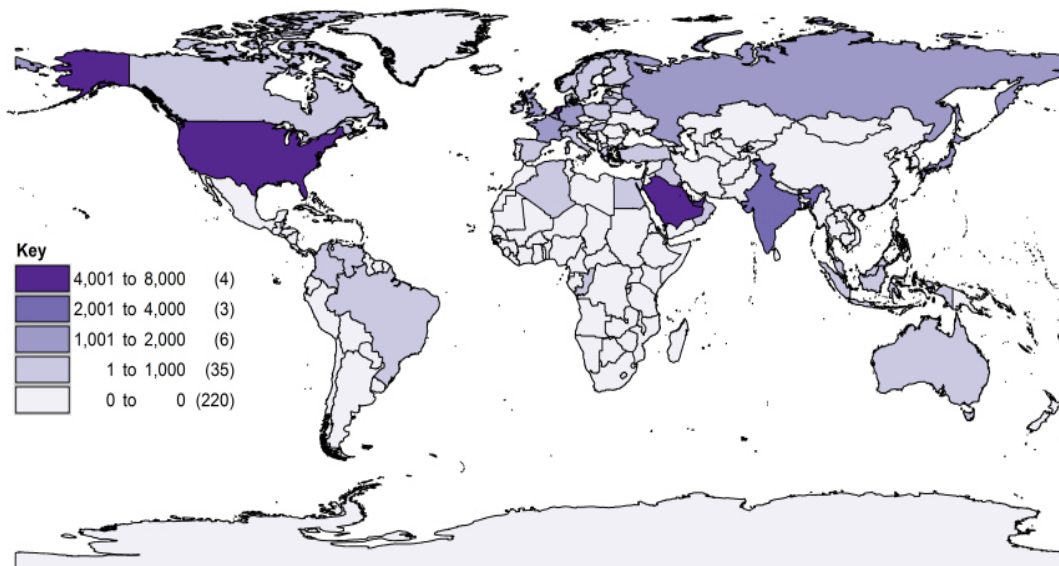 Key
4,001 to 8,000 (4)
2,001 to 4,000 (3)
1,001 to 2,000 (6)
1 to 1,000 (35)
0 to 0 (220)